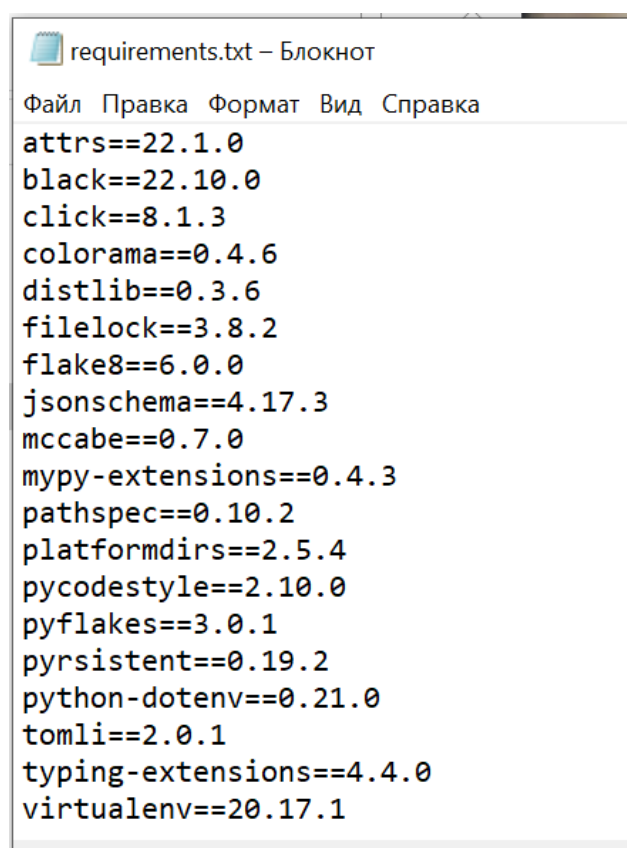 requirements.txt – Блокнот
Файл Правка Формат Вид Справка
attrs==22.1.0
black==22.10.0
click==8.1.3
colorama==0.4.6
distlib==0.3.6
filelock==3.8.2
flake8==6.0.0
jsonschema==4.17.3
mccabe==0.7.0
mypy-extensions==0.4.3
pathspec==0.10.2
platformdirs==2.5.4
pycodestyle==2.10.0
pyflakes==3.0.1
pyrsistent==0.19.2
python-dotenv==0.21.0
tomli==2.0.1
typing-extensions==4.4.0
virtualenv==20.17.1